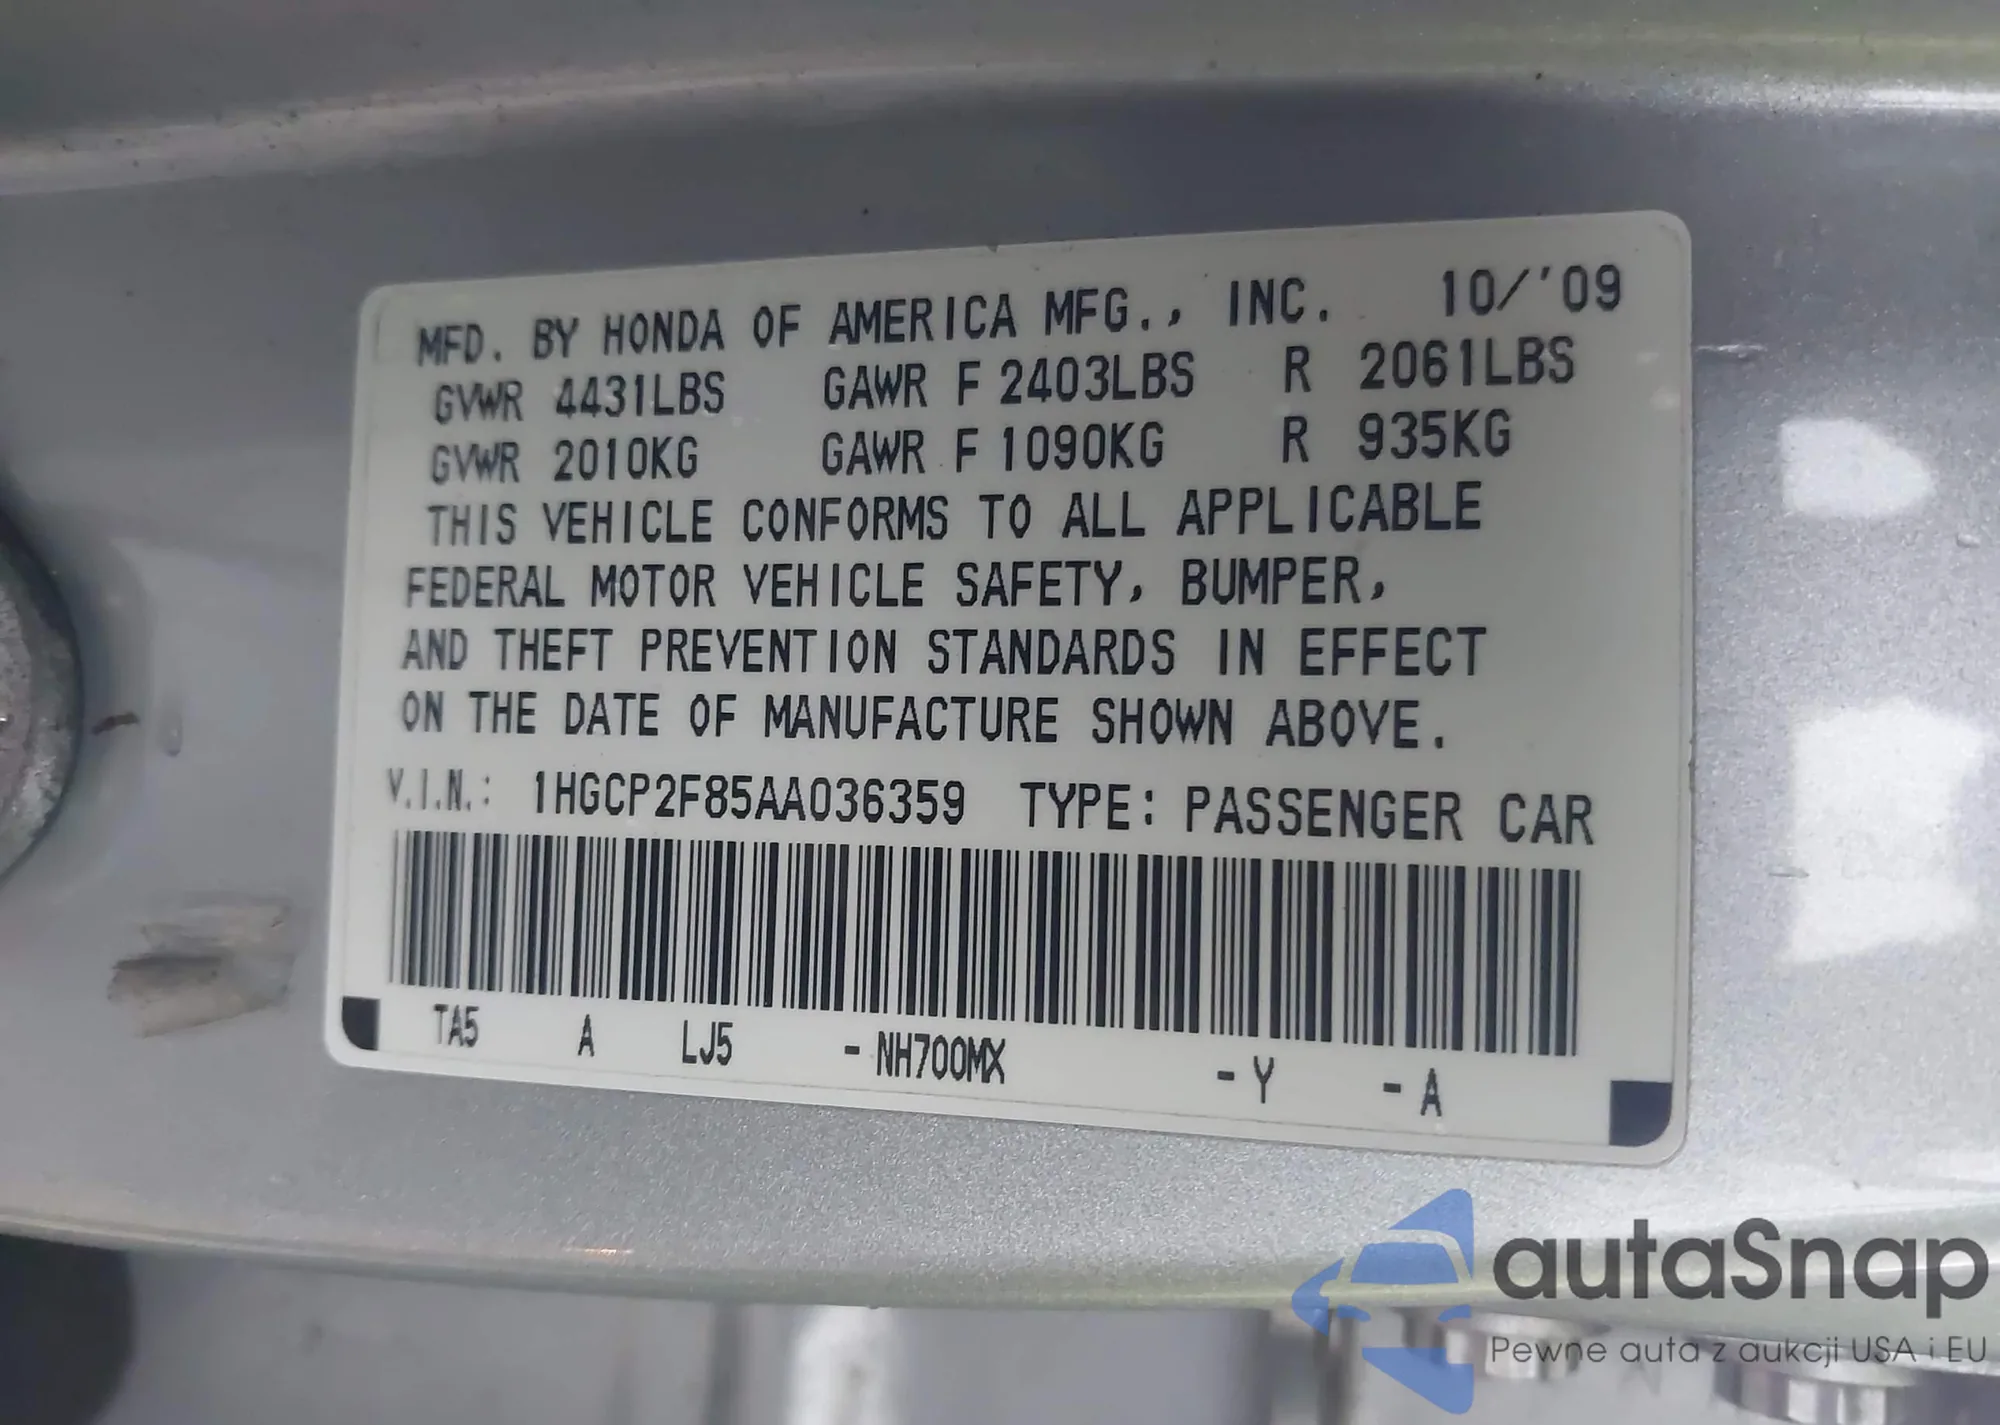 MFD. BY HONDA OF AMERICA MFG., INC. 10/'09
GVWR 4431LBS GAWR F 2403LBS R 2061LBS
GVWR 2010KG GAWR F 1090KG R 935KG
THIS VEHICLE CONFORMS TO ALL APPLICABLE
FEDERAL MOTOR VEHICLE SAFETY, BUMPER,
AND THEFT PREVENTION STANDARDS IN EFFECT
ON THE DATE OF MANUFACTURE SHOWN ABOVE.
V.I.N.: 1HGCP2F85AA036359 TYPE: PASSENGER CAR
TA5 A LJ5 -NH700MX -Y -A
autaSnap
Pewne auta z aukcji USA i EU